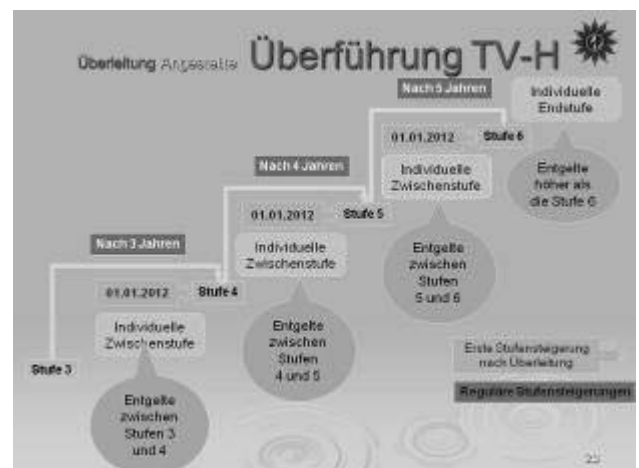 Überleitung Angestellte Überführung TV-H
Nach 5 Jahren
Individuelle
Endstufe
01.01.2012 Stufe 6
Nach 4 Jahren
Individuelle
Zwischenstufe
Entgelte
höher als
die Stufe 6
01.01.2012 Stufe 5
Nach 3 Jahren
Individuelle
Zwischenstufe
Entgelte
zwischen
Stufen
5 und 6
01.01.2012 Stufe 4
Individuelle
Zwischenstufe
Entgelte
zwischen
Stufen
4 und 5
Stufe 3
Erste Stufensteigerung
nach Überleitung
Entgelte
zwischen
Stufen 3
und 4
Reguläre Stufensteigerungen
23